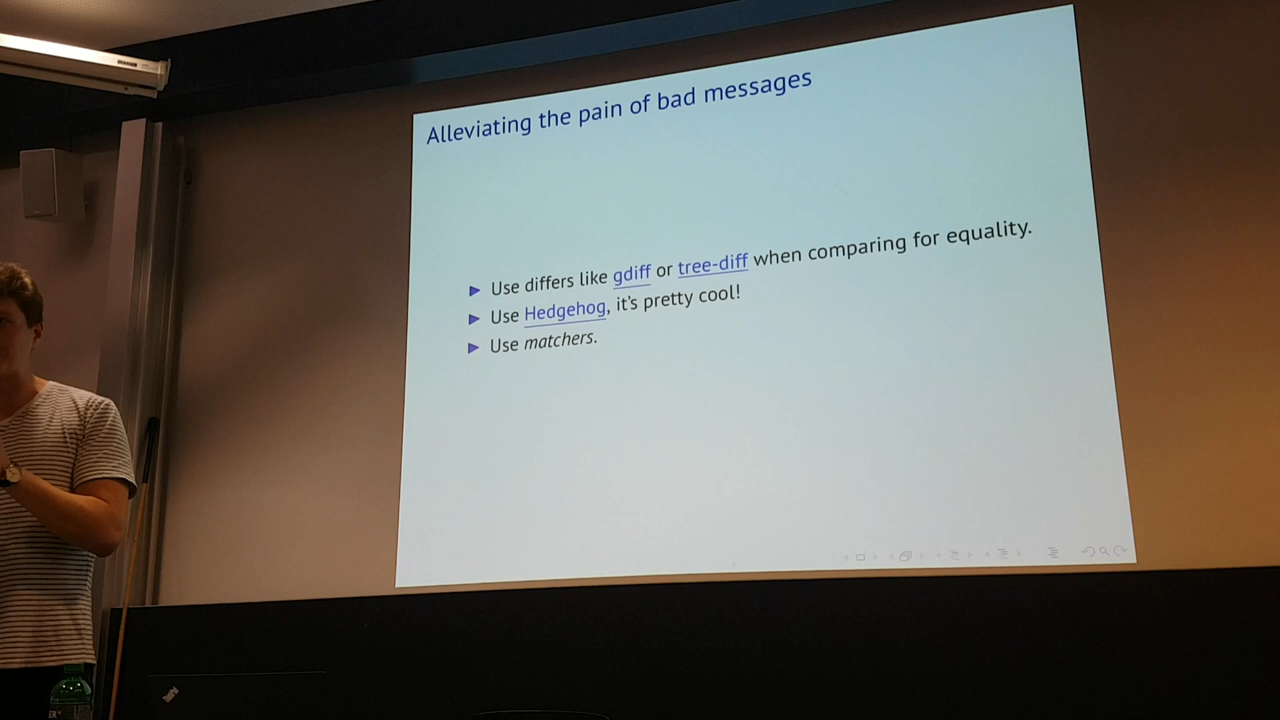 Alleviating the pain of bad messages
▶ Use differs like gdiff or tree-diff when comparing for equality.
▶ Use Hedgehog, it's pretty cool!
▶ Use matchers.